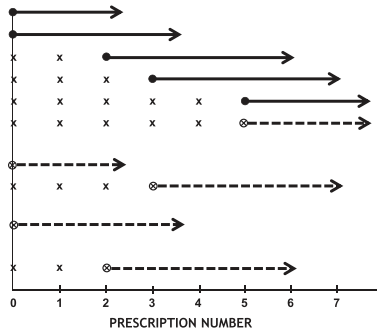 x x
x x x
x x x x x
x x x x x
x x x
x x
0 1 2 3 4 5 6 7
PRESCRIPTION NUMBER